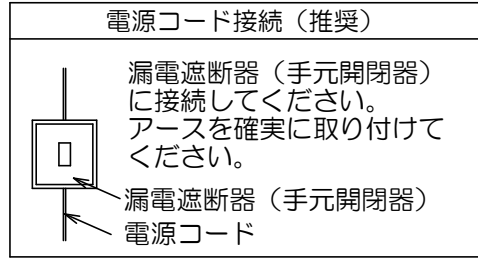 電源コード接続（推奨）
漏電遮断器（手元開閉器）
に接続してください。
アースを確実に取り付けて
ください。
漏電遮断器（手元開閉器）
電源コード